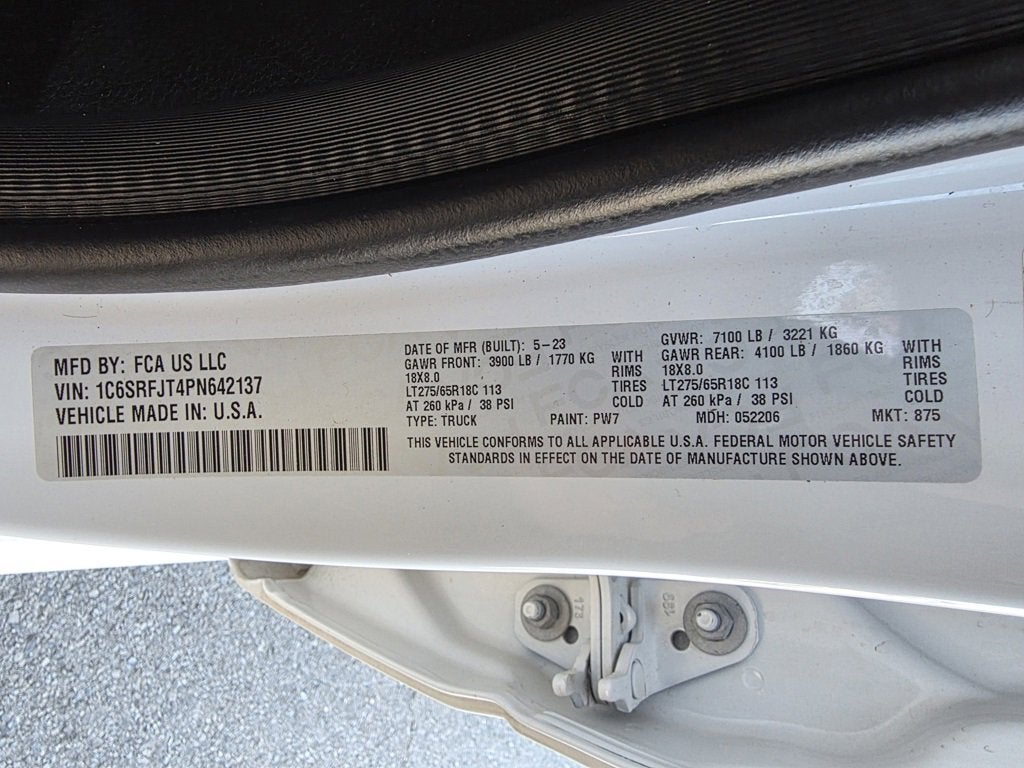 MFD BY: FCA US LLC
VIN: 1C6SRFJT4PN642137
VEHICLE MADE IN: U.S.A.
DATE OF MFR (BUILT): 5-23
GAWR FRONT: 3900 LB / 1770 KG WITH
18X8.0 RIMS
LT275/65R18C 113 TIRES
AT 260 kPa / 38 PSI COLD
TYPE: TRUCK PAINT: PW7
GVWR: 7100 LB / 3221 KG
GAWR REAR: 4100 LB / 1860 KG WITH
18X8.0 RIMS
LT275/65R18C 113 TIRES
AT 260 kPa / 38 PSI COLD
MDH: 052206 MKT: 875
THIS VEHICLE CONFORMS TO ALL APPLICABLE U.S.A. FEDERAL MOTOR VEHICLE SAFETY
STANDARDS IN EFFECT ON THE DATE OF MANUFACTURE SHOWN ABOVE.
173